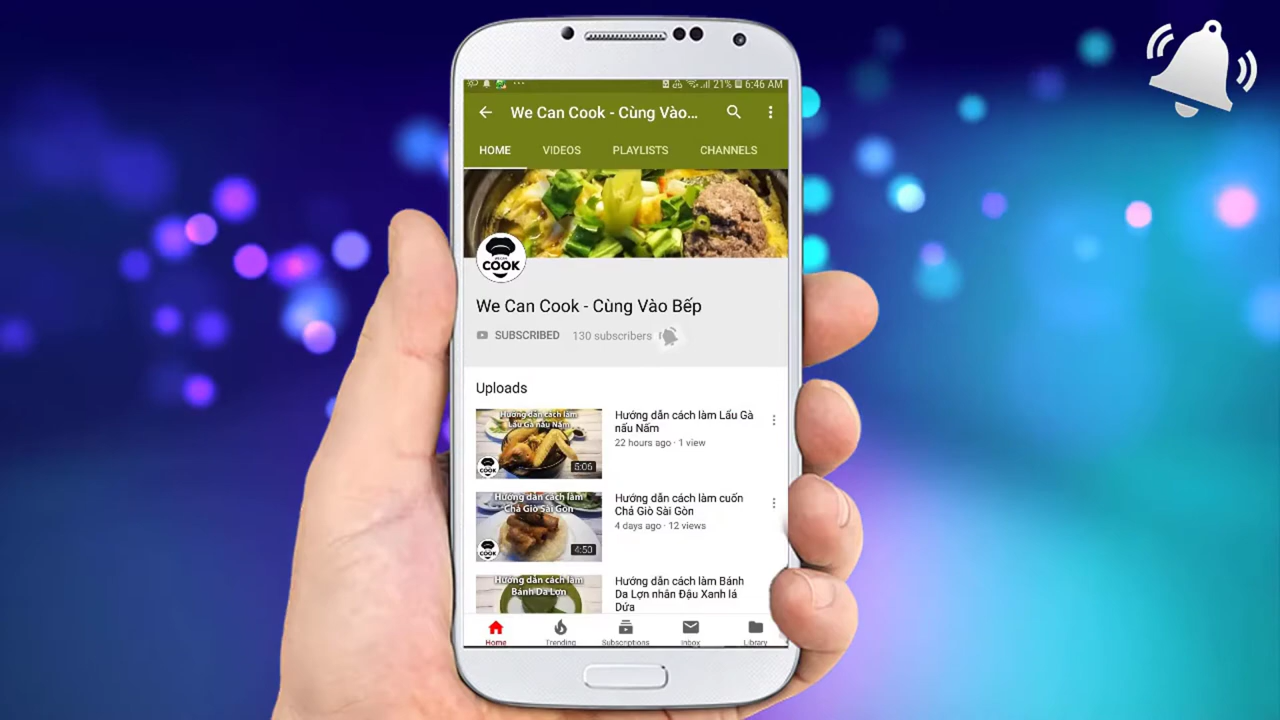 21% 6:46 AM
We Can Cook - Cùng Vào...
HOME VIDEOS PLAYLISTS CHANNELS
COOK
We Can Cook - Cùng Vào Bếp
SUBSCRIBED 130 subscribers
Uploads
Hướng dẫn cách làm
Lẩu Gà nấu Nấm
COOK
5:06
Hướng dẫn cách làm Lẩu Gà
nấu Nấm
22 hours ago · 1 view
Hướng dẫn cách làm
Chả Giò Sài Gòn
COOK
4:50
Hướng dẫn cách làm cuốn
Chả Giò Sài Gòn
4 days ago · 12 views
Hướng dẫn cách làm
Bánh Da Lợn
Hướng dẫn cách làm Bánh
Da Lợn nhân Đậu Xanh lá
Dứa
Home Trending Subscriptions Inbox Library